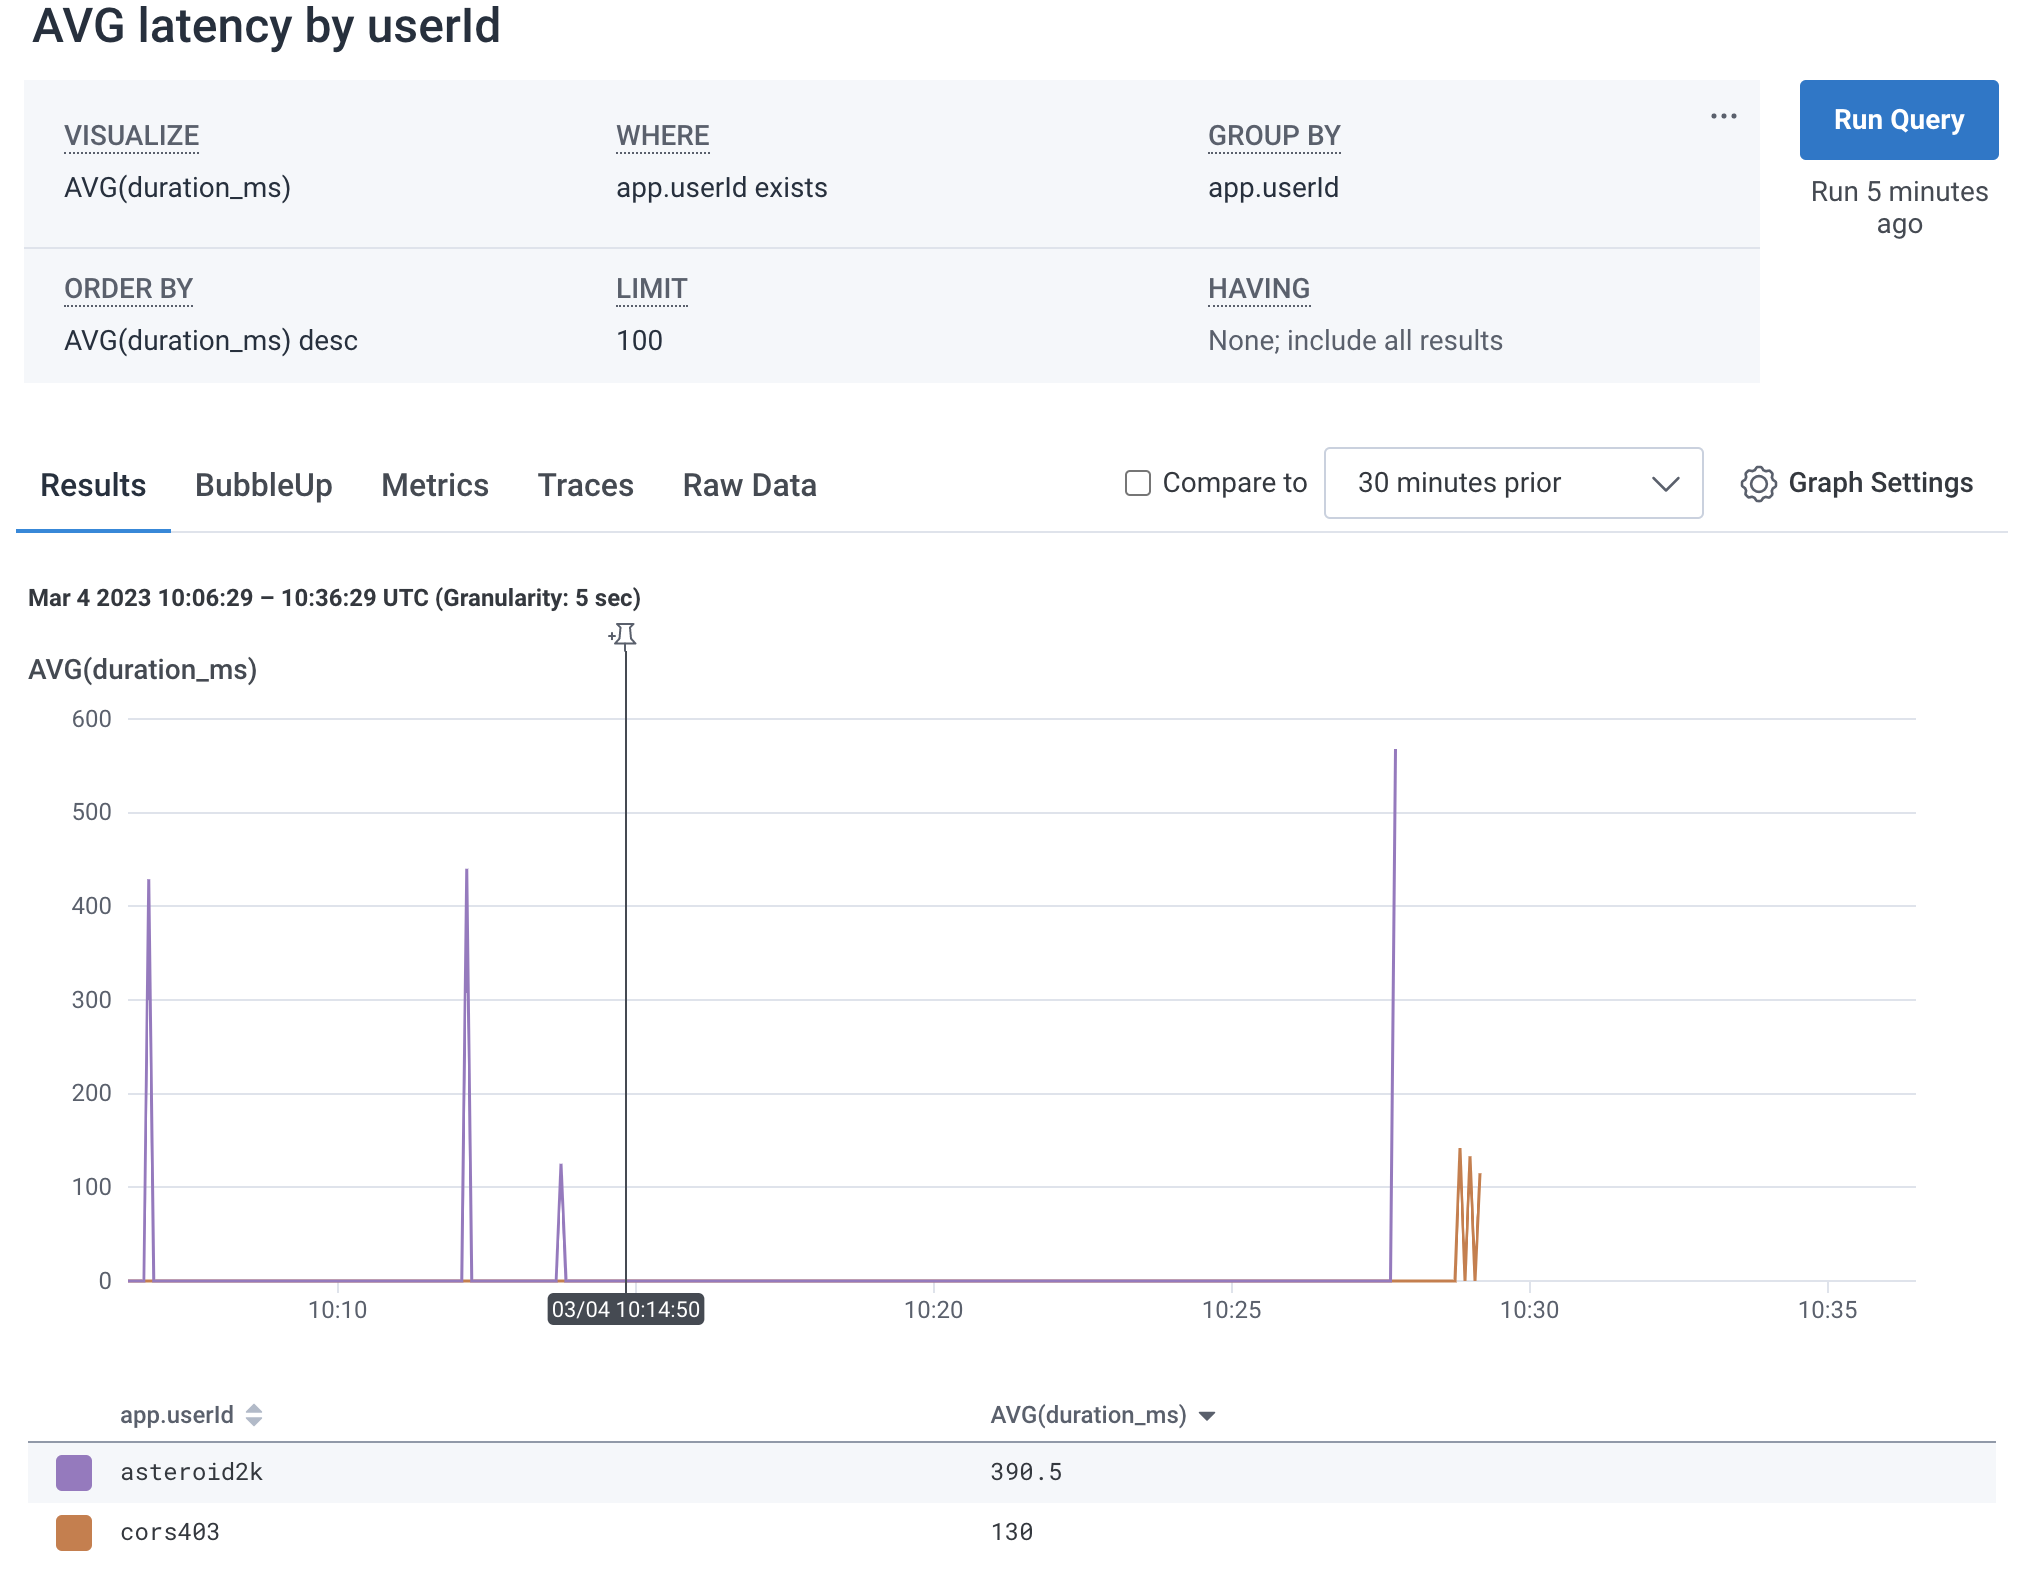 AVG latency by userId
VISUALIZE
AVG(duration_ms)
WHERE
app.userId exists
GROUP BY
app.userId
...
Run Query
Run 5 minutes
ago
ORDER BY
AVG(duration_ms) desc
LIMIT
100
HAVING
None; include all results
Results BubbleUp Metrics Traces Raw Data
Compare to
30 minutes prior
Graph Settings
Mar 4 2023 10:06:29 – 10:36:29 UTC (Granularity: 5 sec)
AVG(duration_ms)
600
500
400
300
200
100
0
10:10
03/04 10:14:50
10:20
10:25
10:30
10:35
app.userId AVG(duration_ms)
asteroid2k 390.5
cors403 130